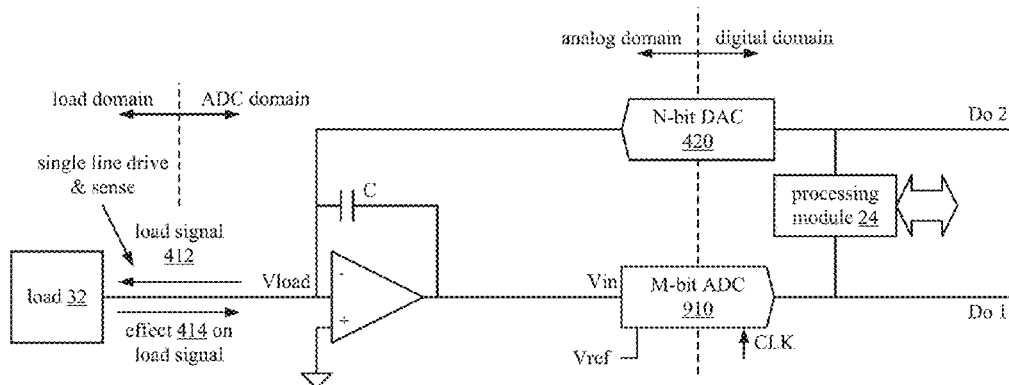 analog domain digital domain
load domain ADC domain
N-bit DAC
420
Do 2
single line drive
& sense
C
processing
module 24
load signal
412
Vload
-
load 32
Vin
M-bit ADC
910
Do 1
effect 414 on
load signal
+
Vref
CLK